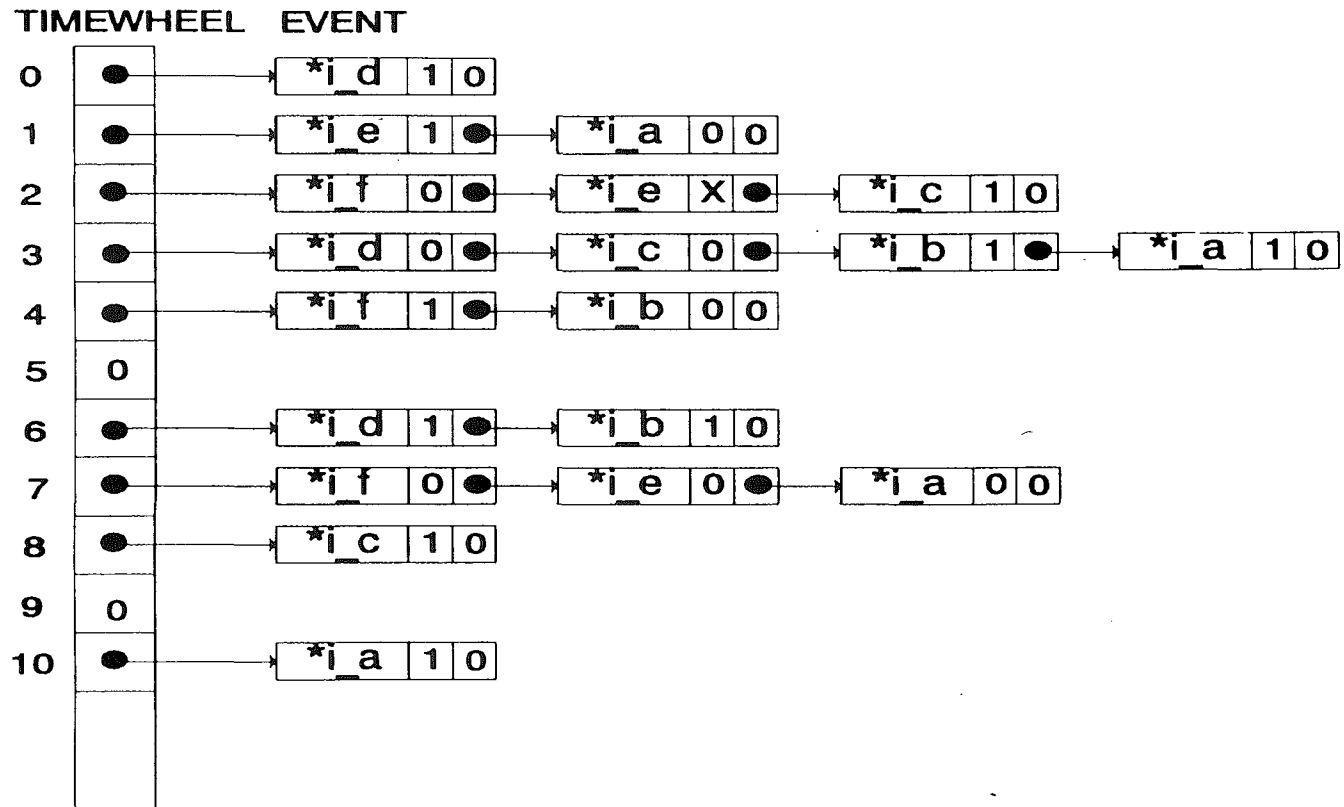 TIMEWHEEL EVENT
0 *i_d 1 0
1 *i_e 1 *i_a 0 0
2 *i_f 0 *i_e X *i_c 1 0
3 *i_d 0 *i_c 0 *i_b 1 *i_a 1 0
4 *i_f 1 *i_b 0 0
5 0
6 *i_d 1 *i_b 1 0
7 *i_f 0 *i_e 0 *i_a 0 0
8 *i_c 1 0
9 0
10 *i_a 1 0